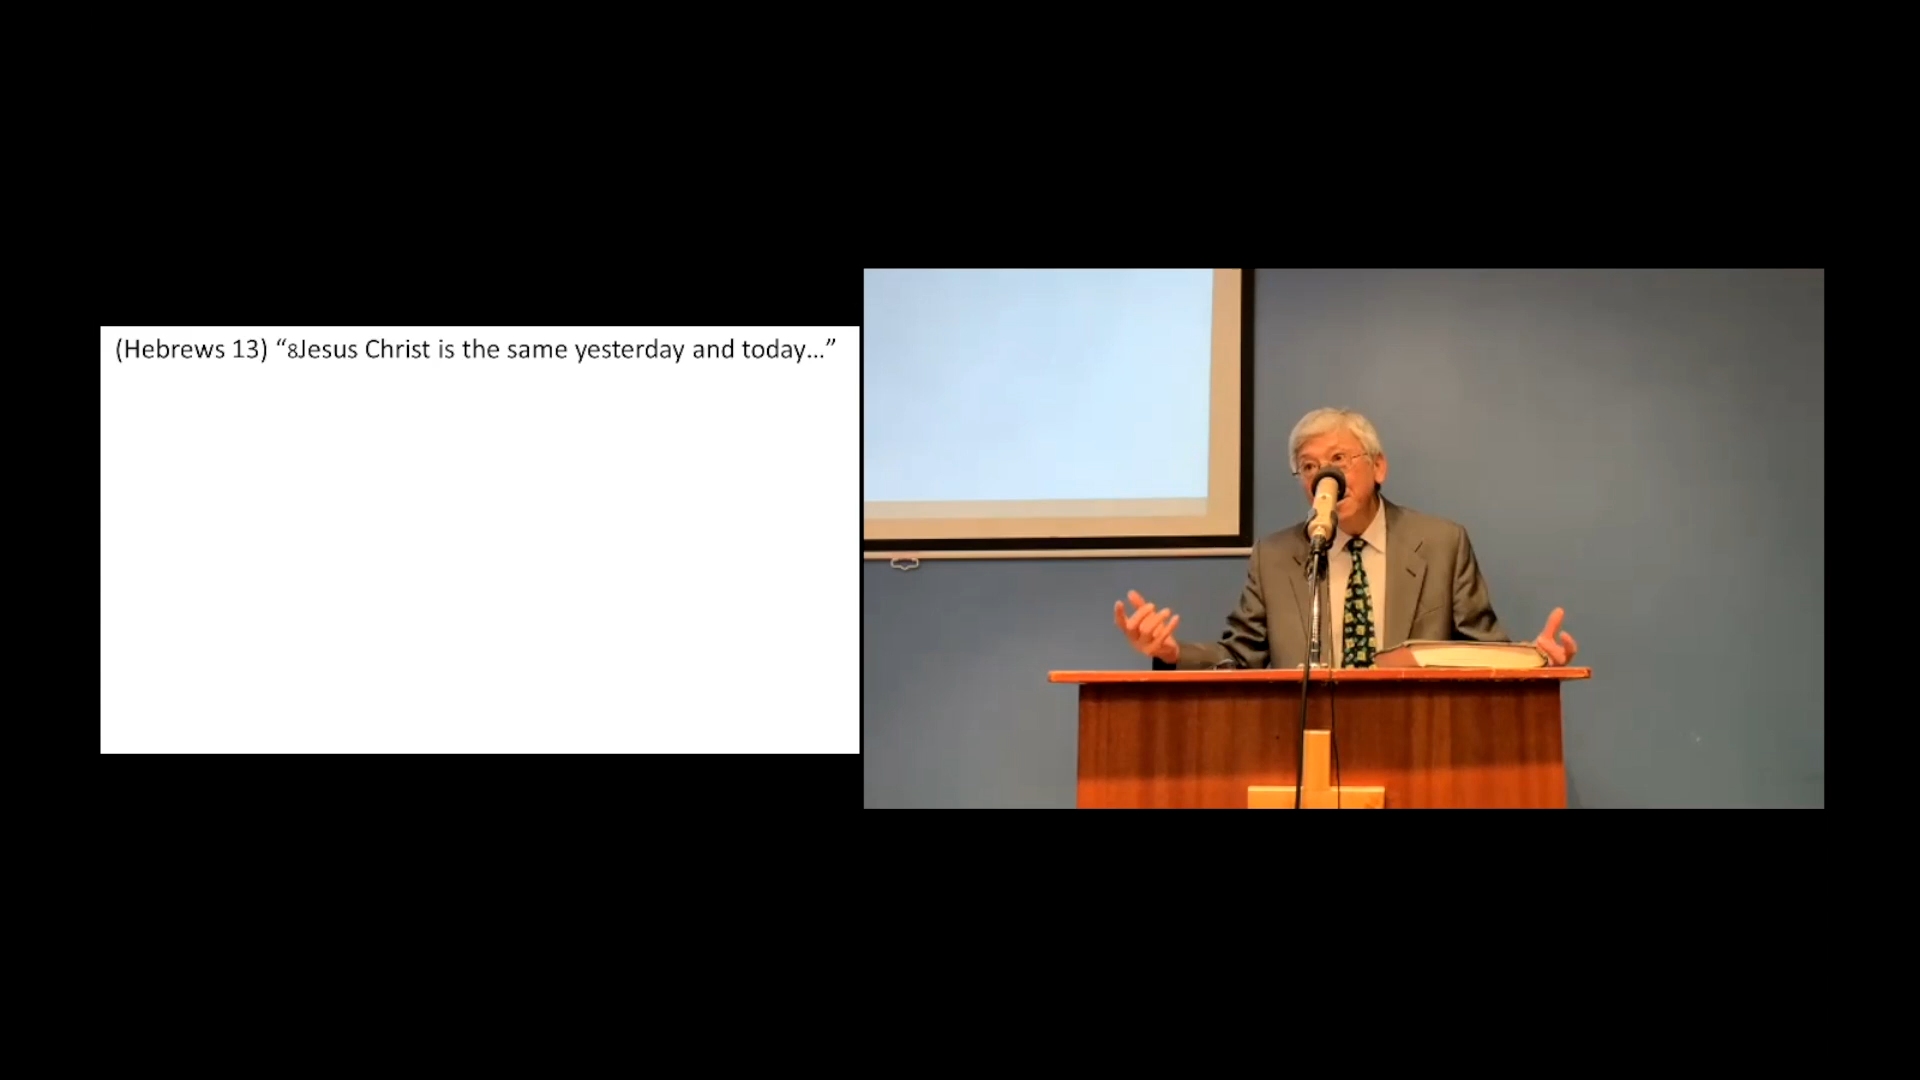 (Hebrews 13) “8Jesus Christ is the same yesterday and today…”